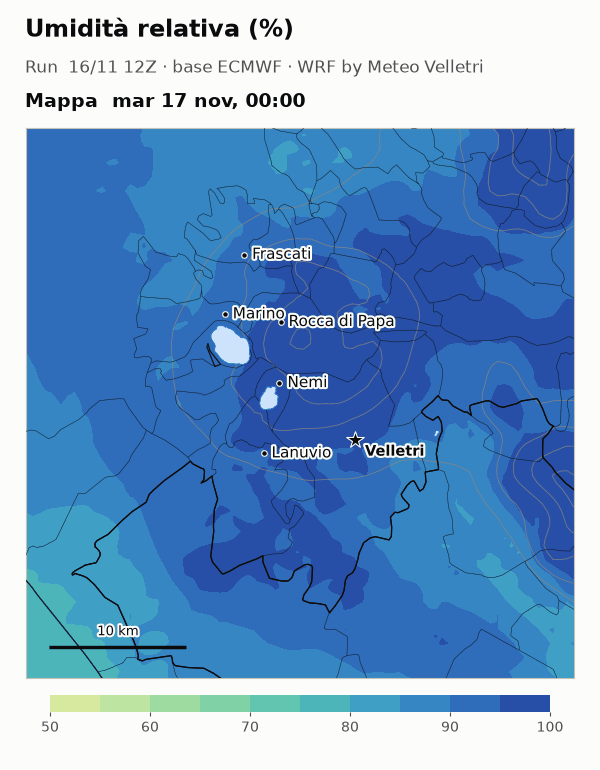 Umidità relativa (%)
Run  16/11 12Z · base ECMWF · WRF by Meteo Velletri
Mappa  mar 17 nov, 00:00
Frascati
Marino
Rocca di Papa
Nemi
Velletri
Lanuvio
10 km
50 60 70 80 90 100